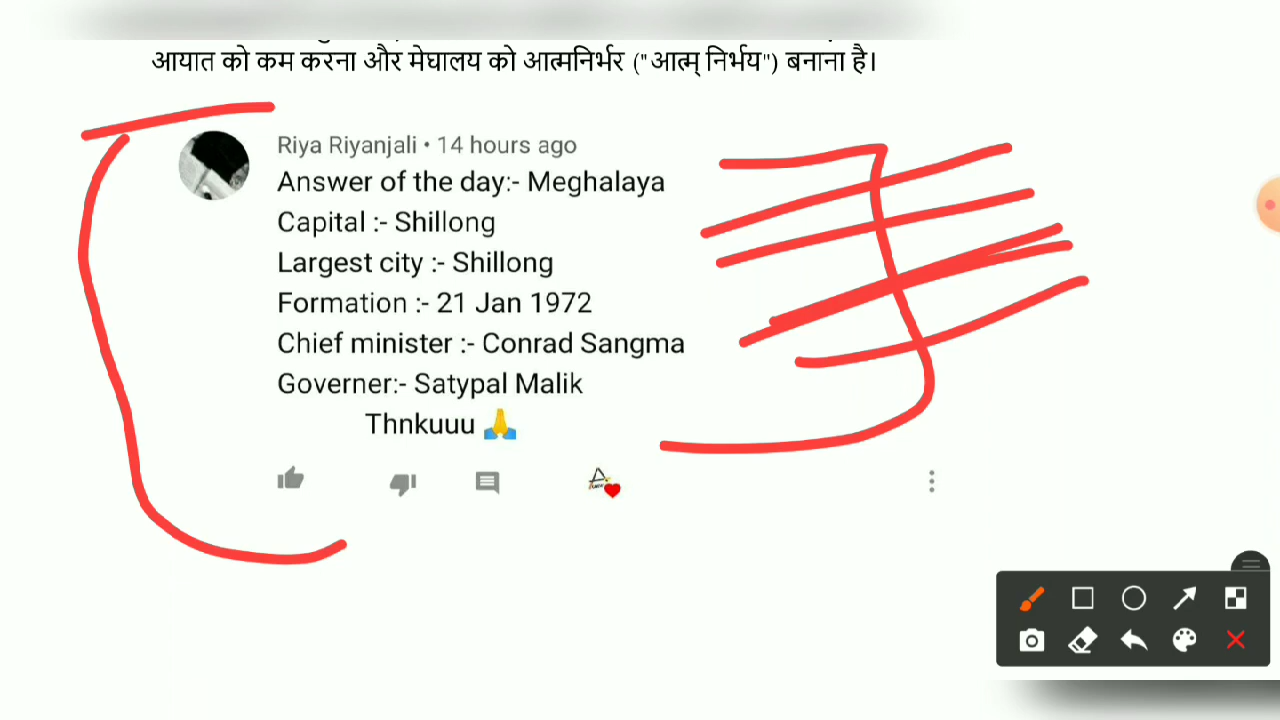 आयात को कम करना और मेघालय को आत्मनिर्भर ("आत्म् निर्भय") बनाना है।
Riya Riyanjali • 14 hours ago
Answer of the day:- Meghalaya
Capital :- Shillong
Largest city :- Shillong
Formation :- 21 Jan 1972
Chief minister :- Conrad Sangma
Governer:- Satypal Malik
Thnkuuu 🙏